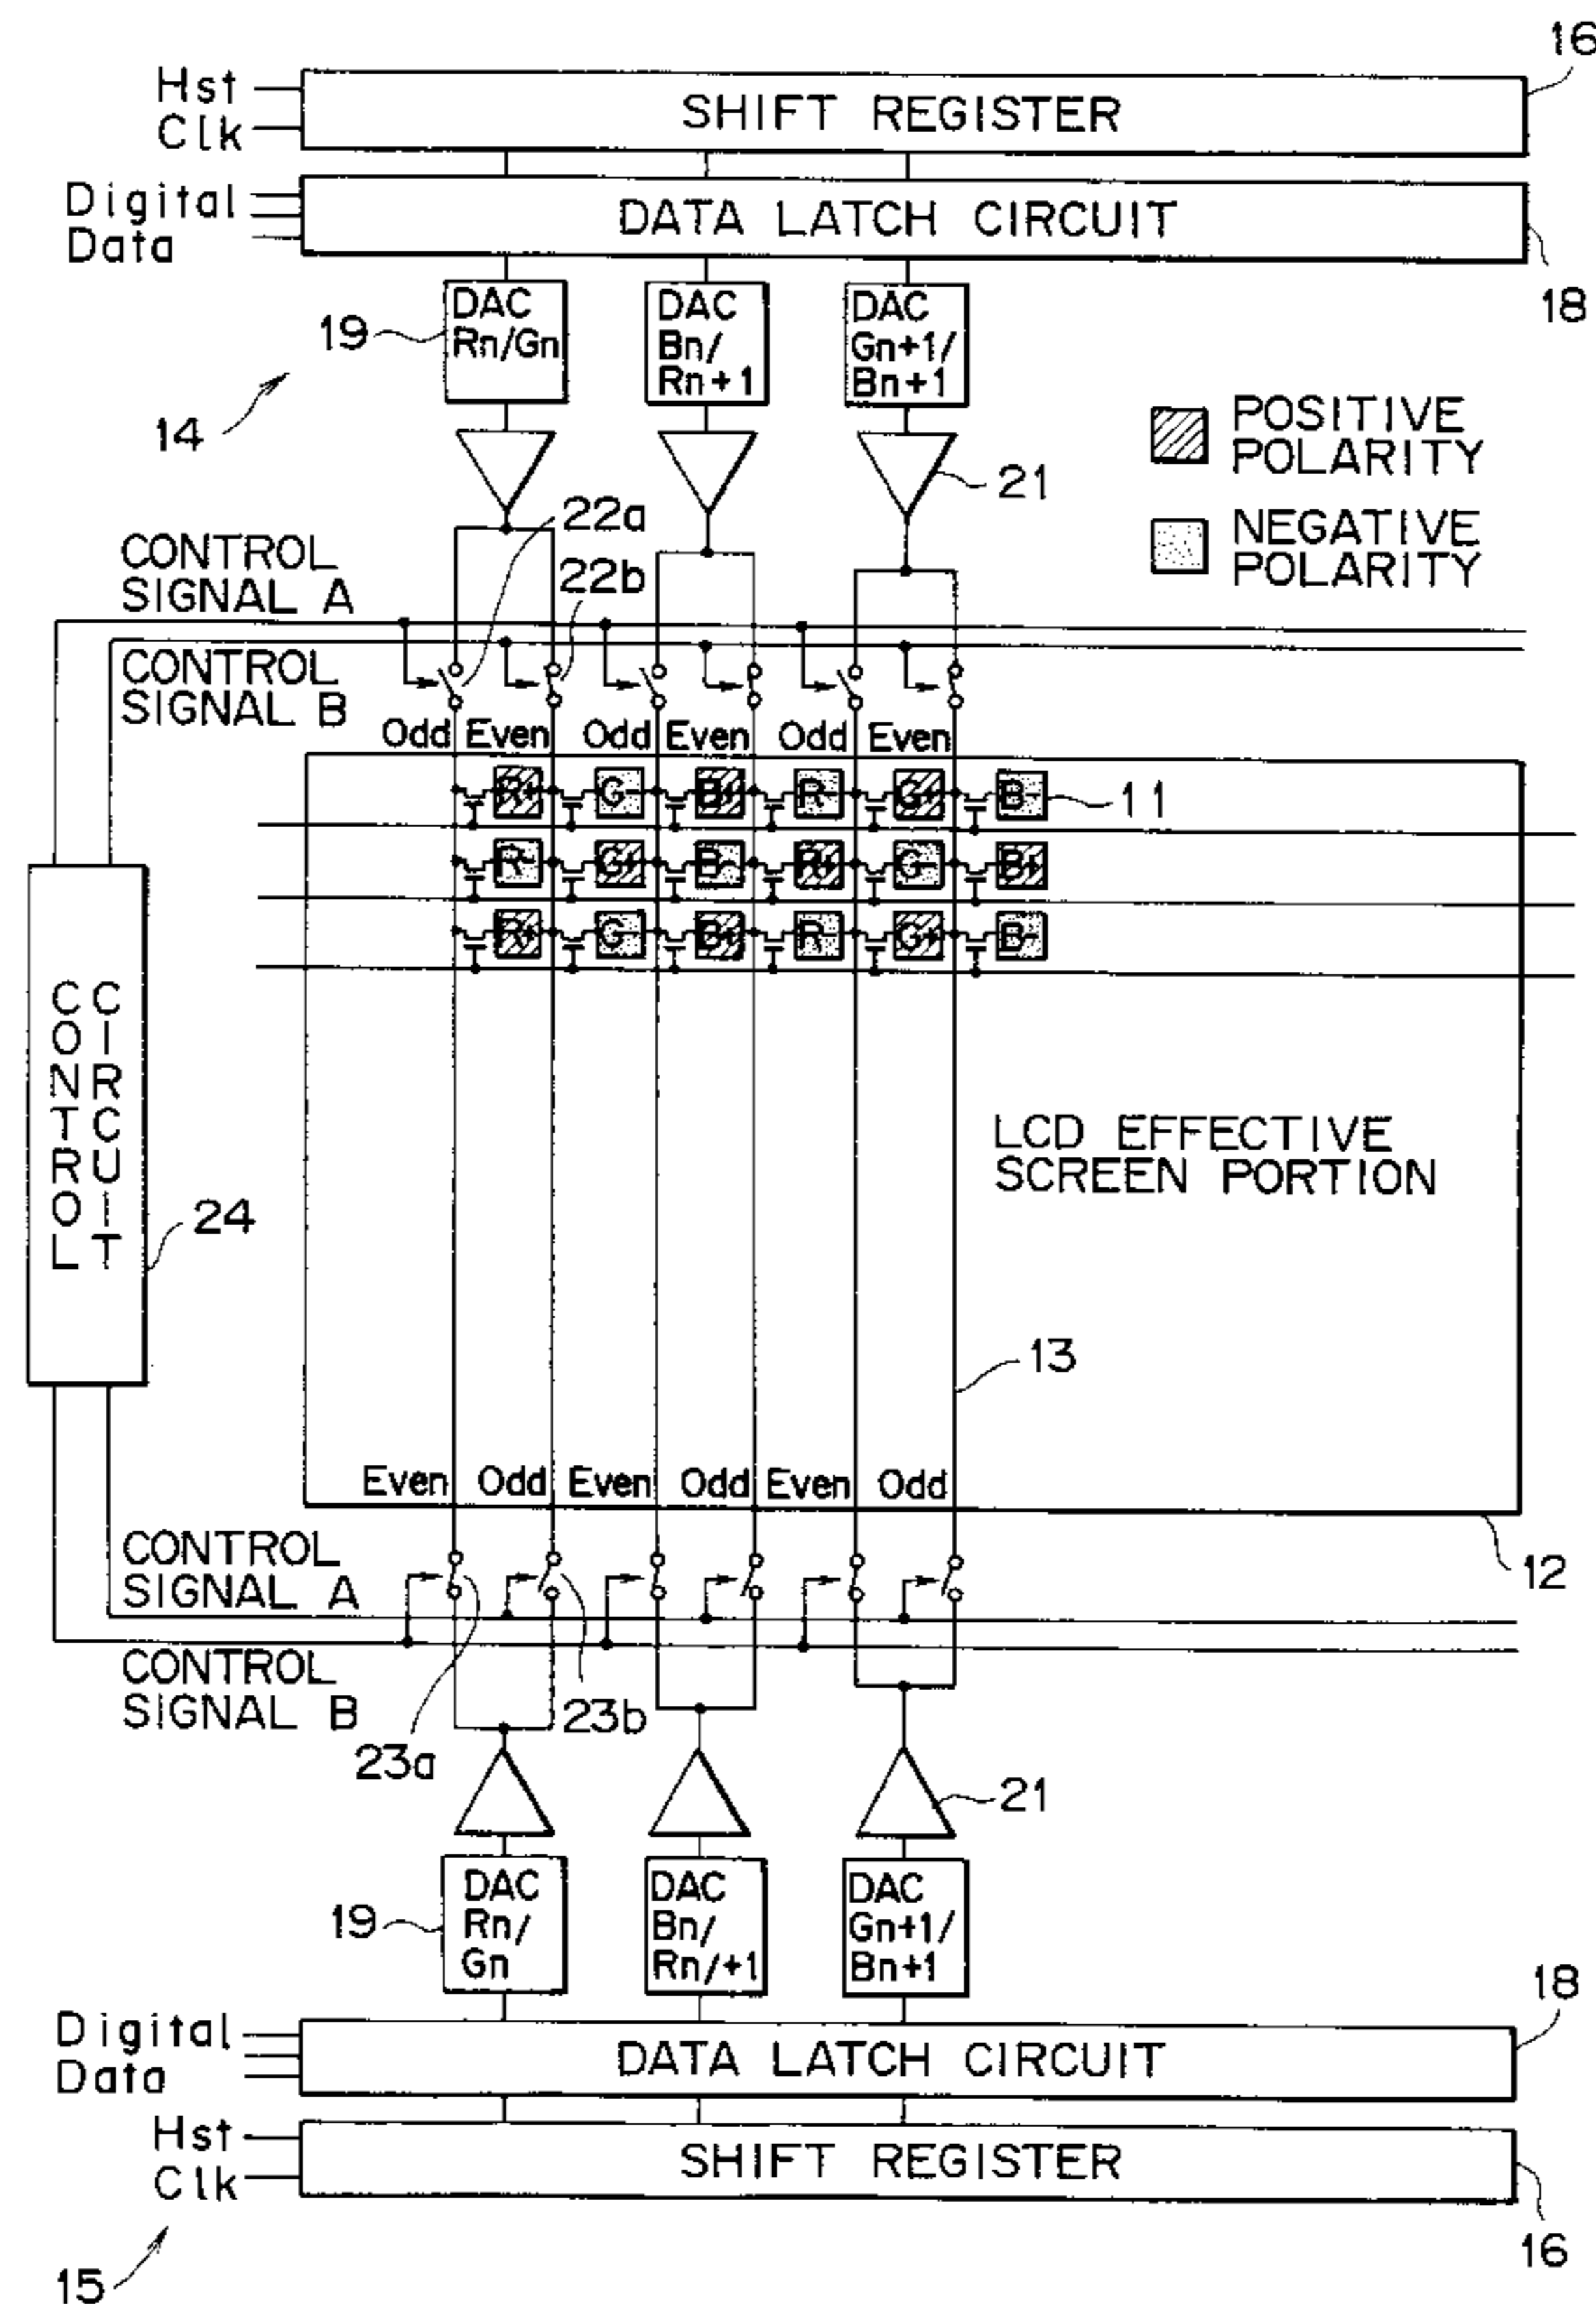 16
Hst
Clk
SHIFT REGISTER
Digital
Data
DATA LATCH CIRCUIT
18
19
DAC
Rn/Gn
DAC
Bn/
Rn+1
DAC
Gn+1/
Bn+1
14
POSITIVE
POLARITY
21
22a
NEGATIVE
POLARITY
CONTROL
SIGNAL A
22b
CONTROL
SIGNAL B
Odd Even Odd Even Odd Even
R+ G- B+ R- G+ B-
11
R- G+ B- R+ G- B+
R+ G- B+ R- G+ B-
CONTROL
CIRCUIT
24
LCD EFFECTIVE
SCREEN PORTION
13
Even Odd Even Odd Even Odd
12
CONTROL
SIGNAL A
CONTROL
SIGNAL B
23a
23b
21
19
DAC
Rn/
Gn
DAC
Bn/
Rn/+1
DAC
Gn+1/
Bn+1
18
Digital
Data
DATA LATCH CIRCUIT
Hst
Clk
SHIFT REGISTER
16
15